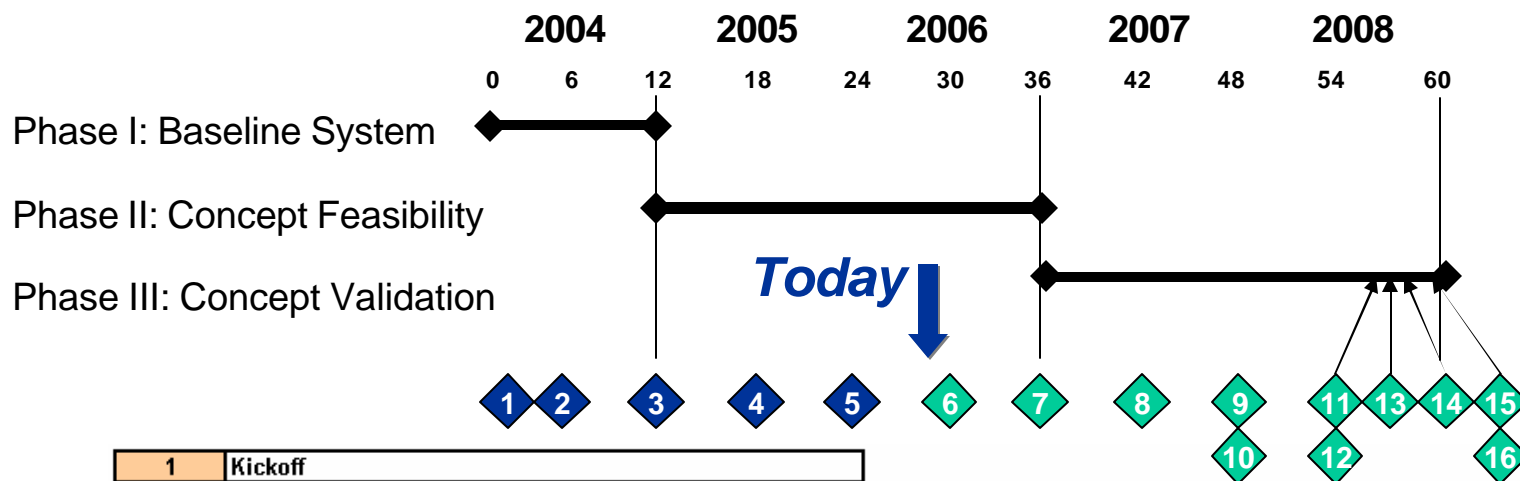 2004 2005 2006 2007 2008
0 6 12 18 24 30 36 42 48 54 60
Phase I: Baseline System
Phase II: Concept Feasibility
Today
Phase III: Concept Validation
1 2 3 4 5 6 7 8 9 11 13 14 15
10 12 16
1 Kickoff